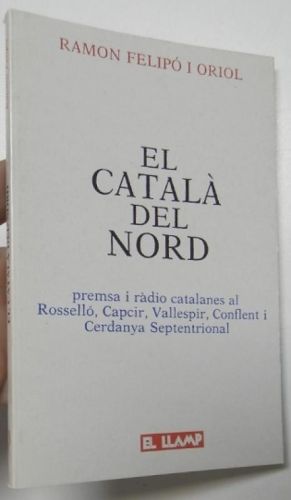 RAMON FELIPÓ I ORIOL
EL
CATALÀ
DEL
NORD
premsa i ràdio catalanes al
Rosselló, Capcir, Vallespir, Conflent i
Cerdanya Septentrional
EL LLAMP